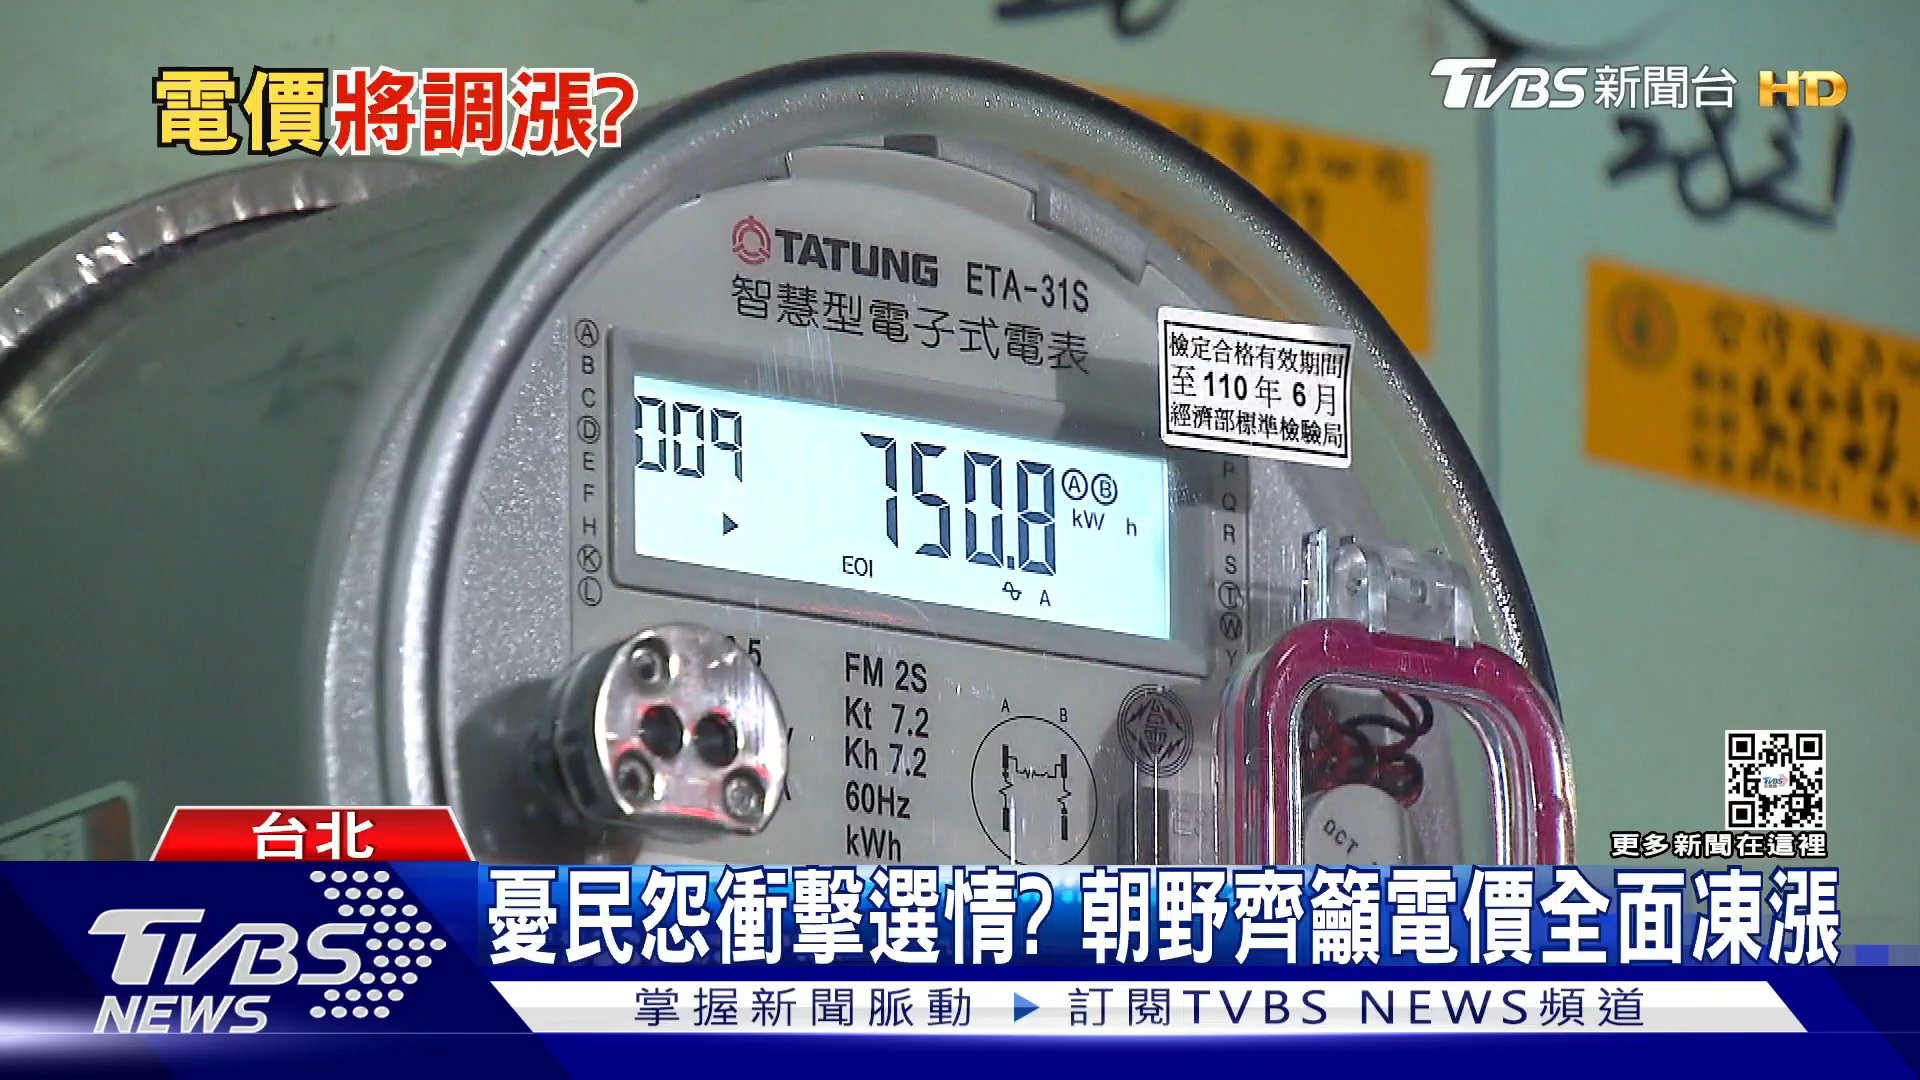 電價將調漲?
TVBS新聞台 HD
2821
TATUNG ETA-31S
智慧型電子式電表
檢定合格有效期間
至 110 年 6 月
經濟部標準檢驗局
A
B
C
D
E
F
H
K
L
009
750.8
A B
kW h
EOI
A
P
Q
R
S
T
W
Y
FM 2S
Kt 7.2
Kh 7.2
60Hz
kWh
A B
OCT
更多新聞在這裡
台北
憂民怨衝擊選情? 朝野齊籲電價全面凍漲
TVBS
NEWS
掌握新聞脈動 ▶ 訂閱TVBS NEWS頻道